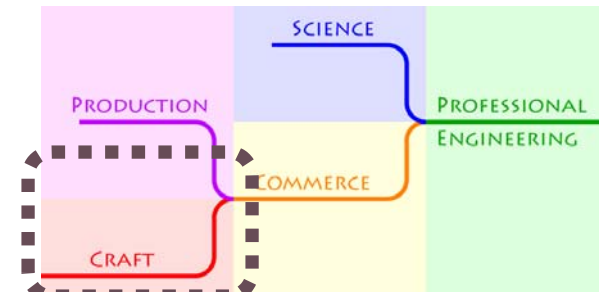 SCIENCE
PRODUCTION
PROFESSIONAL
ENGINEERING
COMMERCE
CRAFT